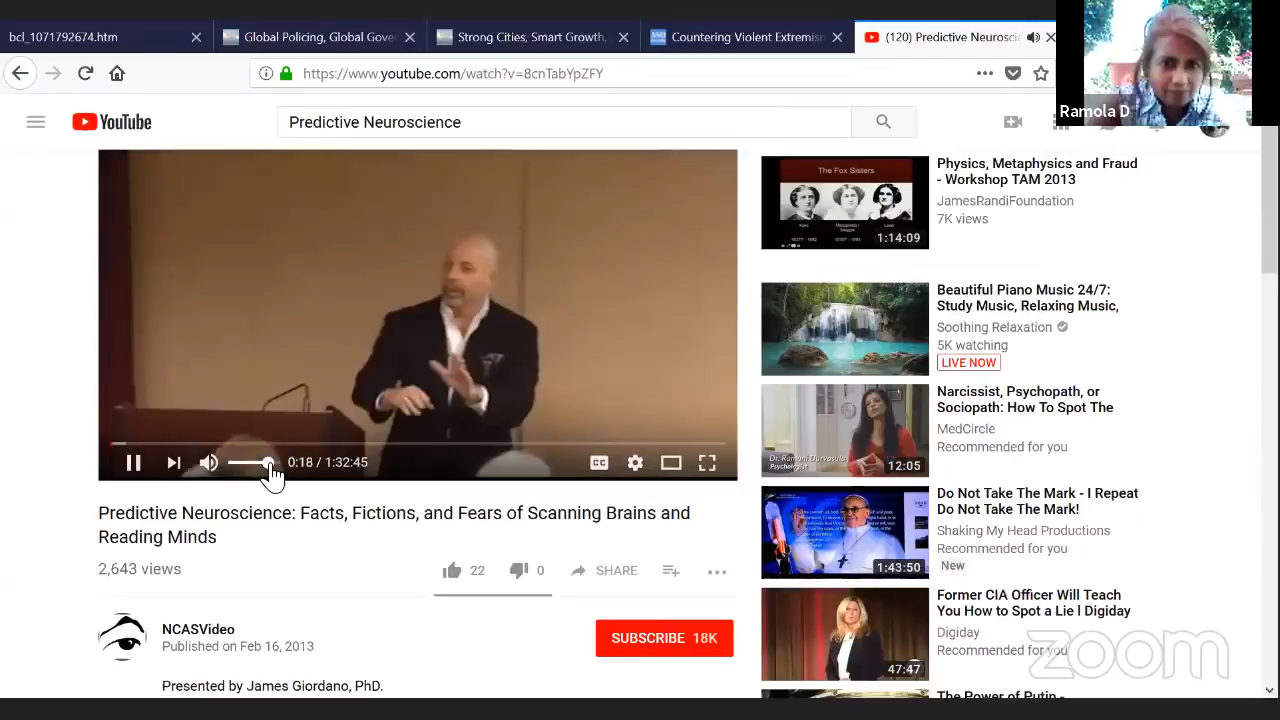 bcl_1071792674.htm
Global Policing, Global Gove
Strong Cities, Smart Growth,
Countering Violent Extremism
(120) Predictive Neuroscie
https://www.youtube.com/watch?v=8cnTabYpZFY
Ramola D
YouTube
Predictive Neuroscience
The Fox Sisters
1:14:09
Physics, Metaphysics and Fraud
- Workshop TAM 2013
JamesRandiFoundation
7K views
Beautiful Piano Music 24/7:
Study Music, Relaxing Music,
Soothing Relaxation
5K watching
LIVE NOW
Narcissist, Psychopath, or
Sociopath: How To Spot The
MedCircle
Recommended for you
Dr. Ramani Durvasula
Psychologist
12:05
Do Not Take The Mark - I Repeat
Do Not Take The Mark!
Shaking My Head Productions
Recommended for you
New
1:43:50
Former CIA Officer Will Teach
You How to Spot a Lie l Digiday
Digiday
Recommended for you
47:47
The Power of Putin -
0:18 / 1:32:45
CC
Predictive Neuroscience: Facts, Fictions, and Fears of Scanning Brains and
Reading Minds
2,643 views
22
0
SHARE
NCASVideo
Published on Feb 16, 2013
SUBSCRIBE 18K
Presented by James Giordano, PhD.
zoom